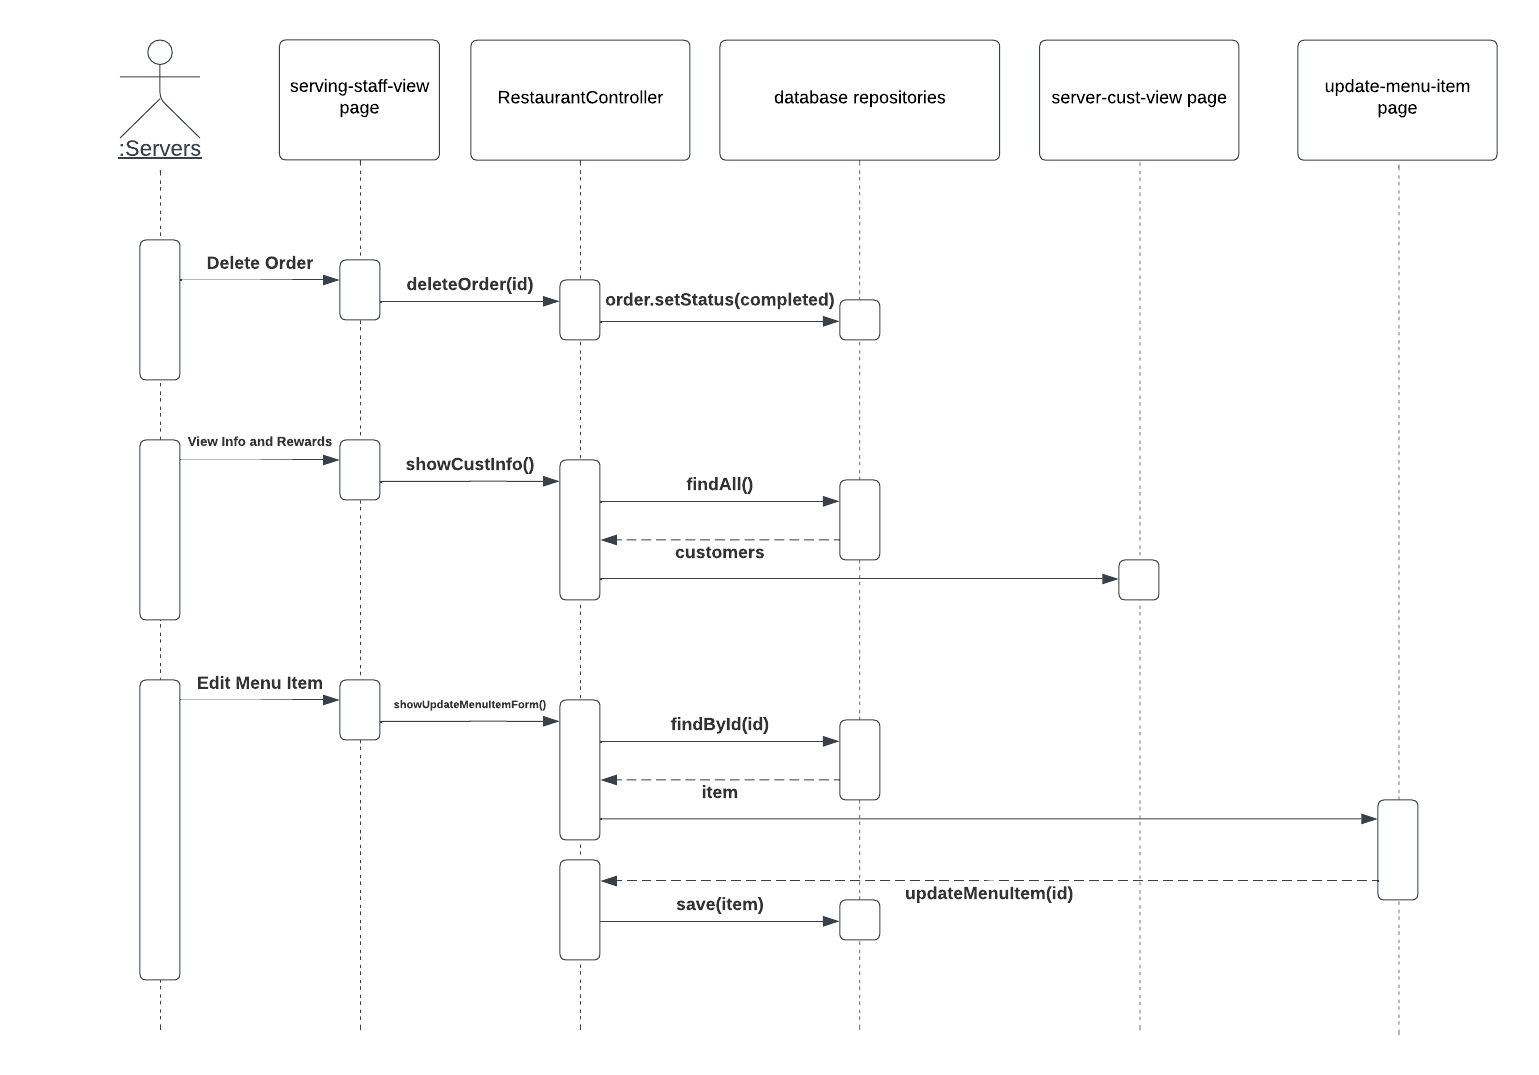 :Servers
serving-staff-view
page
RestaurantController
database repositories
server-cust-view page
update-menu-item
page
Delete Order
deleteOrder(id)
order.setStatus(completed)
View Info and Rewards
showCustInfo()
findAll()
customers
Edit Menu Item
showUpdateMenuItemForm()
findById(id)
item
updateMenuItem(id)
save(item)